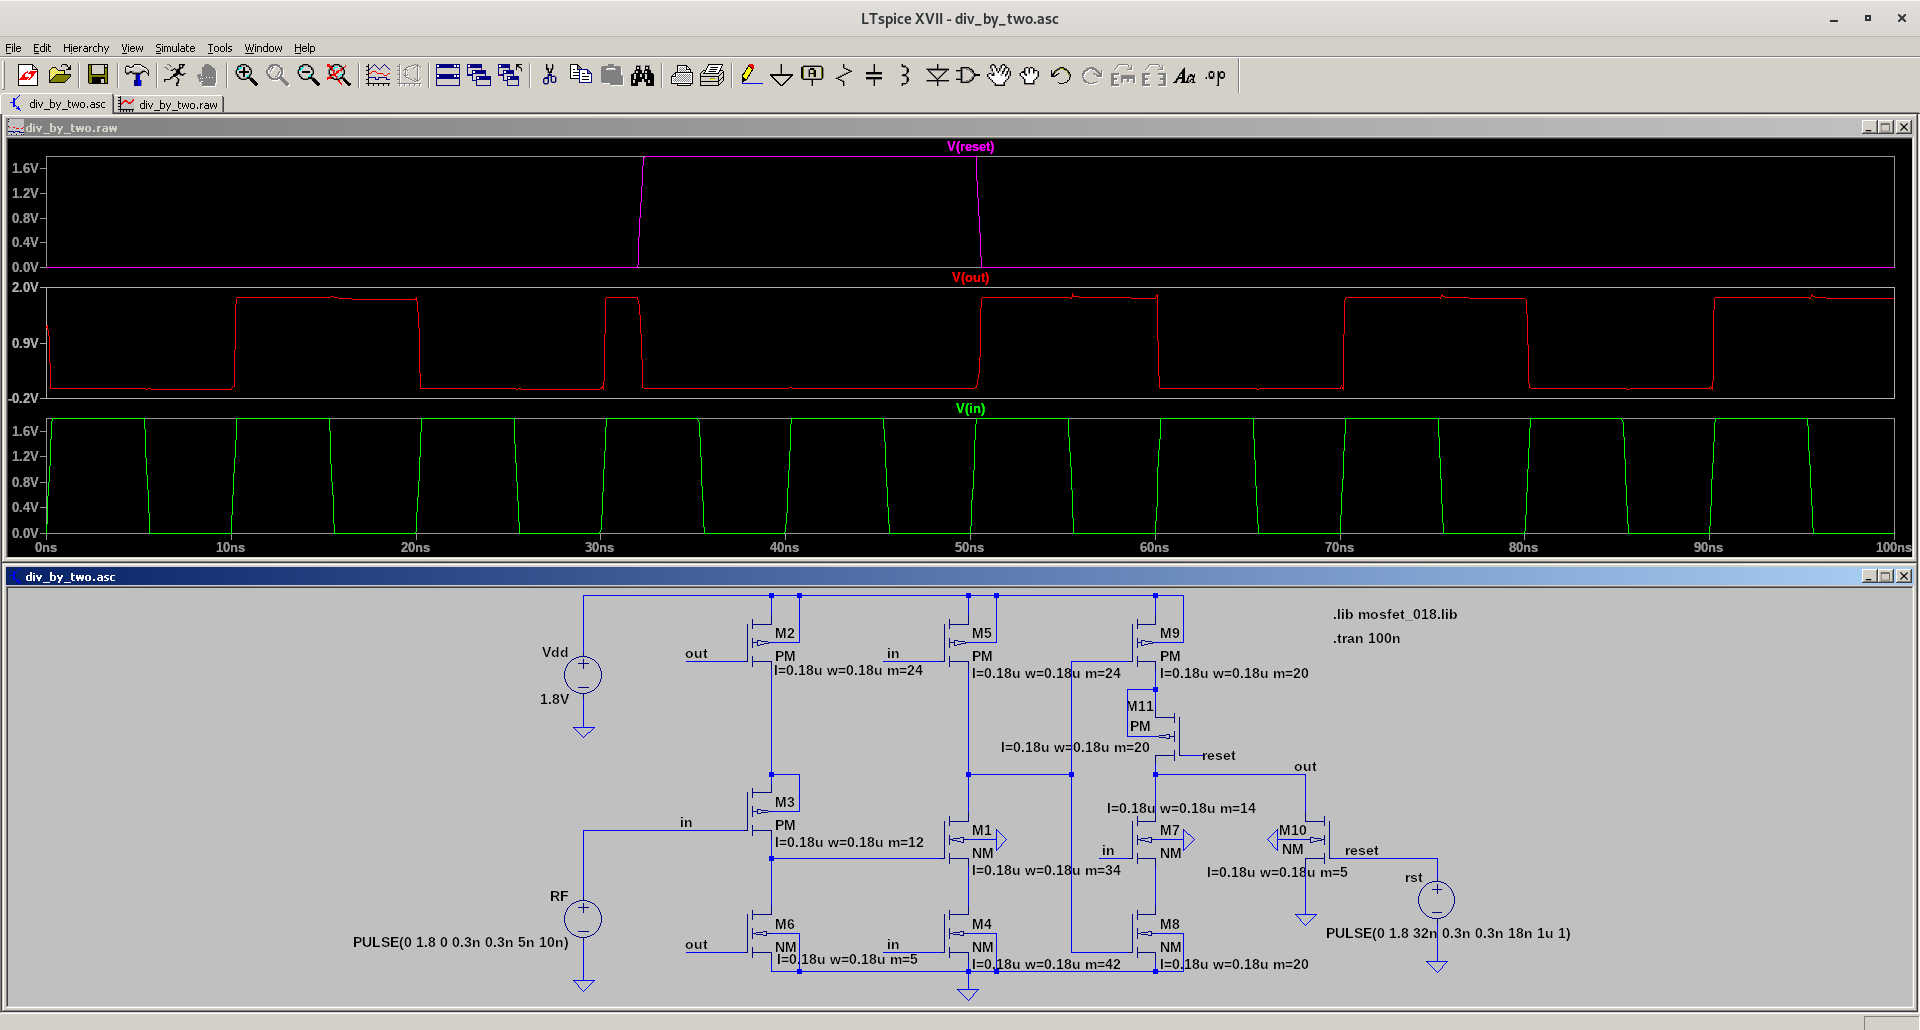 LTspice XVII - div_by_two.asc
File Edit Hierarchy View Simulate Tools Window Help
div_by_two.asc div_by_two.raw
div_by_two.raw
V(reset)
1.6V
1.2V
0.8V
0.4V
0.0V
V(out)
2.0V
0.9V
-0.2V
V(in)
1.6V
1.2V
0.8V
0.4V
0.0V
0ns 10ns 20ns 30ns 40ns 50ns 60ns 70ns 80ns 90ns 100ns
div_by_two.asc
.lib mosfet_018.lib
.tran 100n
Vdd
1.8V
out
M2
PM
l=0.18u w=0.18u m=24
in
M5
PM
l=0.18u w=0.18u m=24
M9
PM
l=0.18u w=0.18u m=20
M11
PM
l=0.18u w=0.18u m=20
reset
out
in
M3
PM
l=0.18u w=0.18u m=12
M1
NM
l=0.18u w=0.18u m=34
l=0.18u w=0.18u m=14
in
M7
NM
M10
NM
l=0.18u w=0.18u m=5
reset
rst
PULSE(0 1.8 32n 0.3n 0.3n 18n 1u 1)
RF
PULSE(0 1.8 0 0.3n 0.3n 5n 10n)
out
M6
NM
l=0.18u w=0.18u m=5
in
M4
NM
l=0.18u w=0.18u m=42
M8
NM
l=0.18u w=0.18u m=20